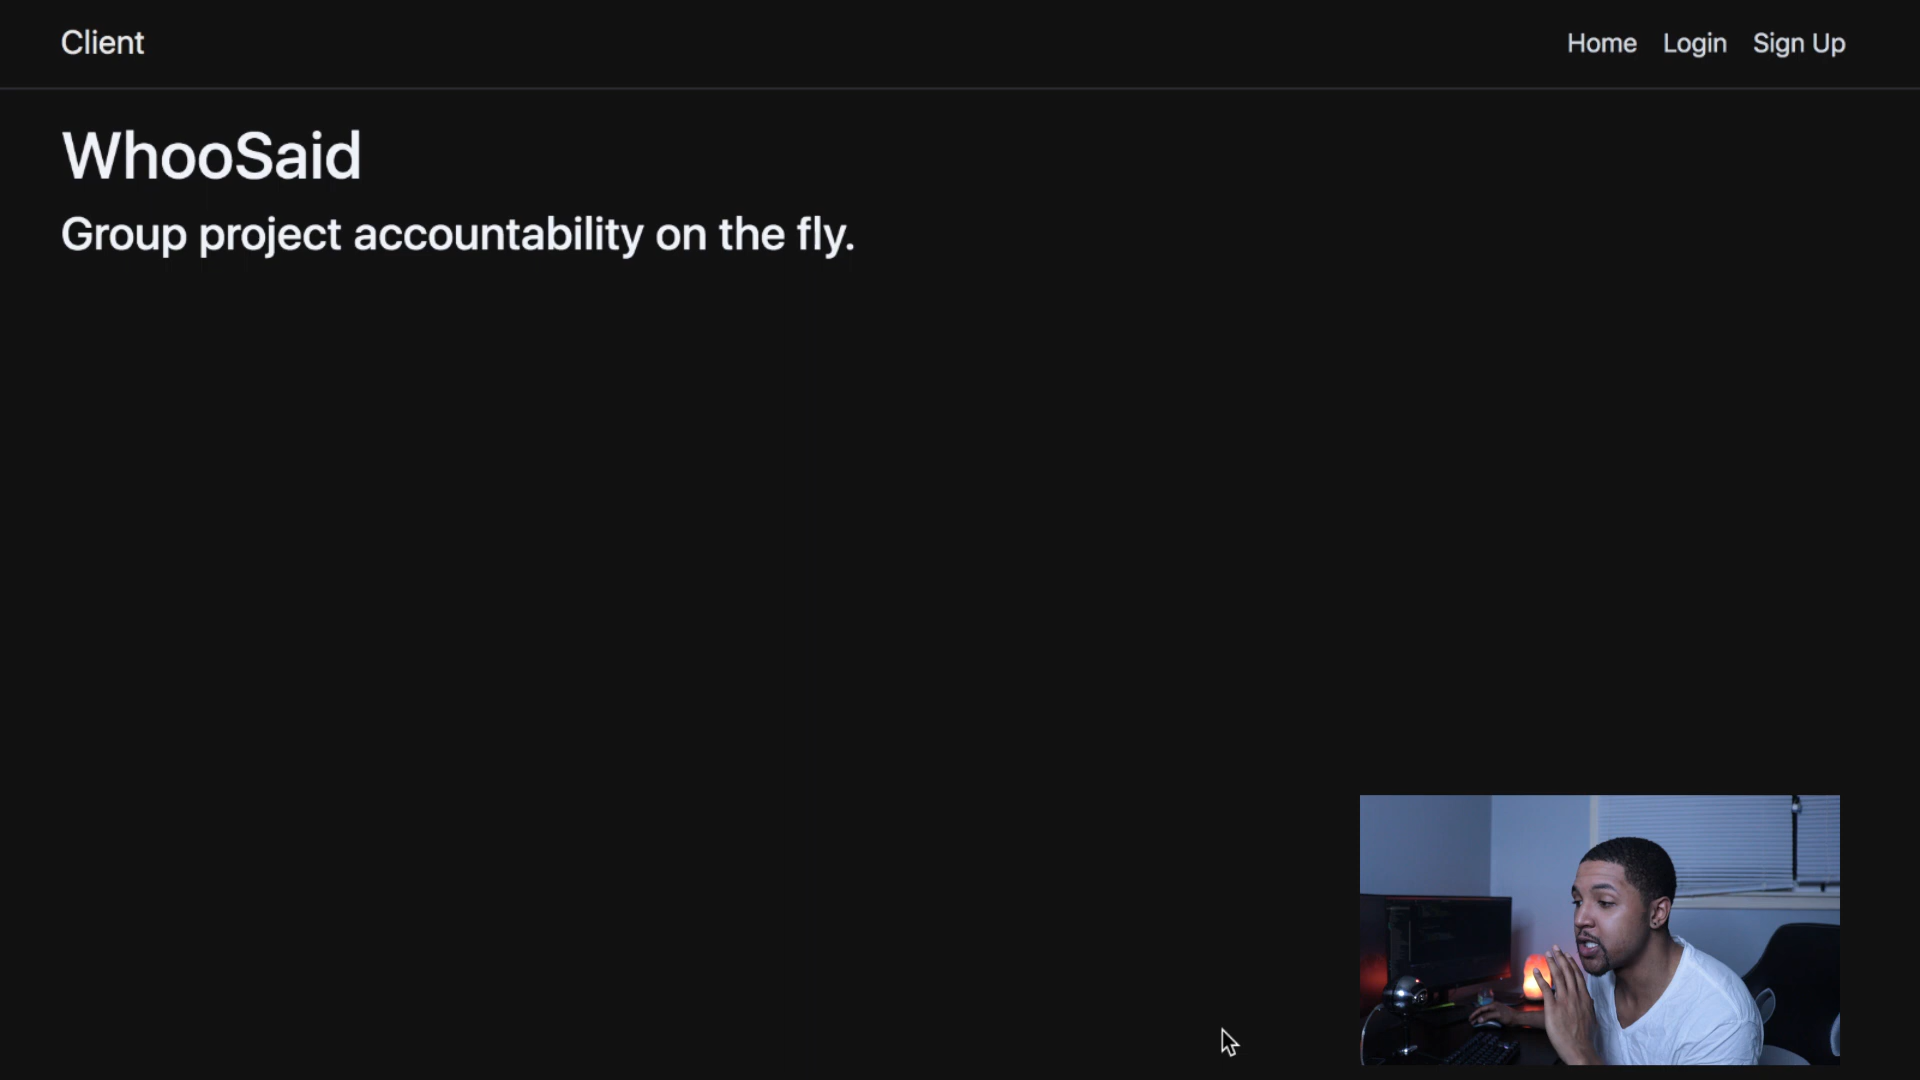 Client
Home Login Sign Up
WhooSaid
Group project accountability on the fly.